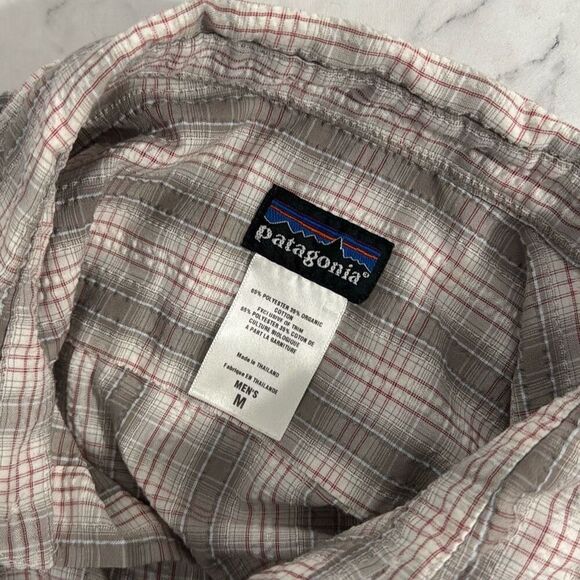 patagonia®
65% POLYESTER 35% ORGANIC
COTTON
EXCLUSIVE OF TRIM
65% POLYESTER 35% COTON DE
CULTURE BIOLOGIQUE
A PART LA GARNITURE
Made in THAILAND
Fabriqué EN THAILANDE
MEN'S
M